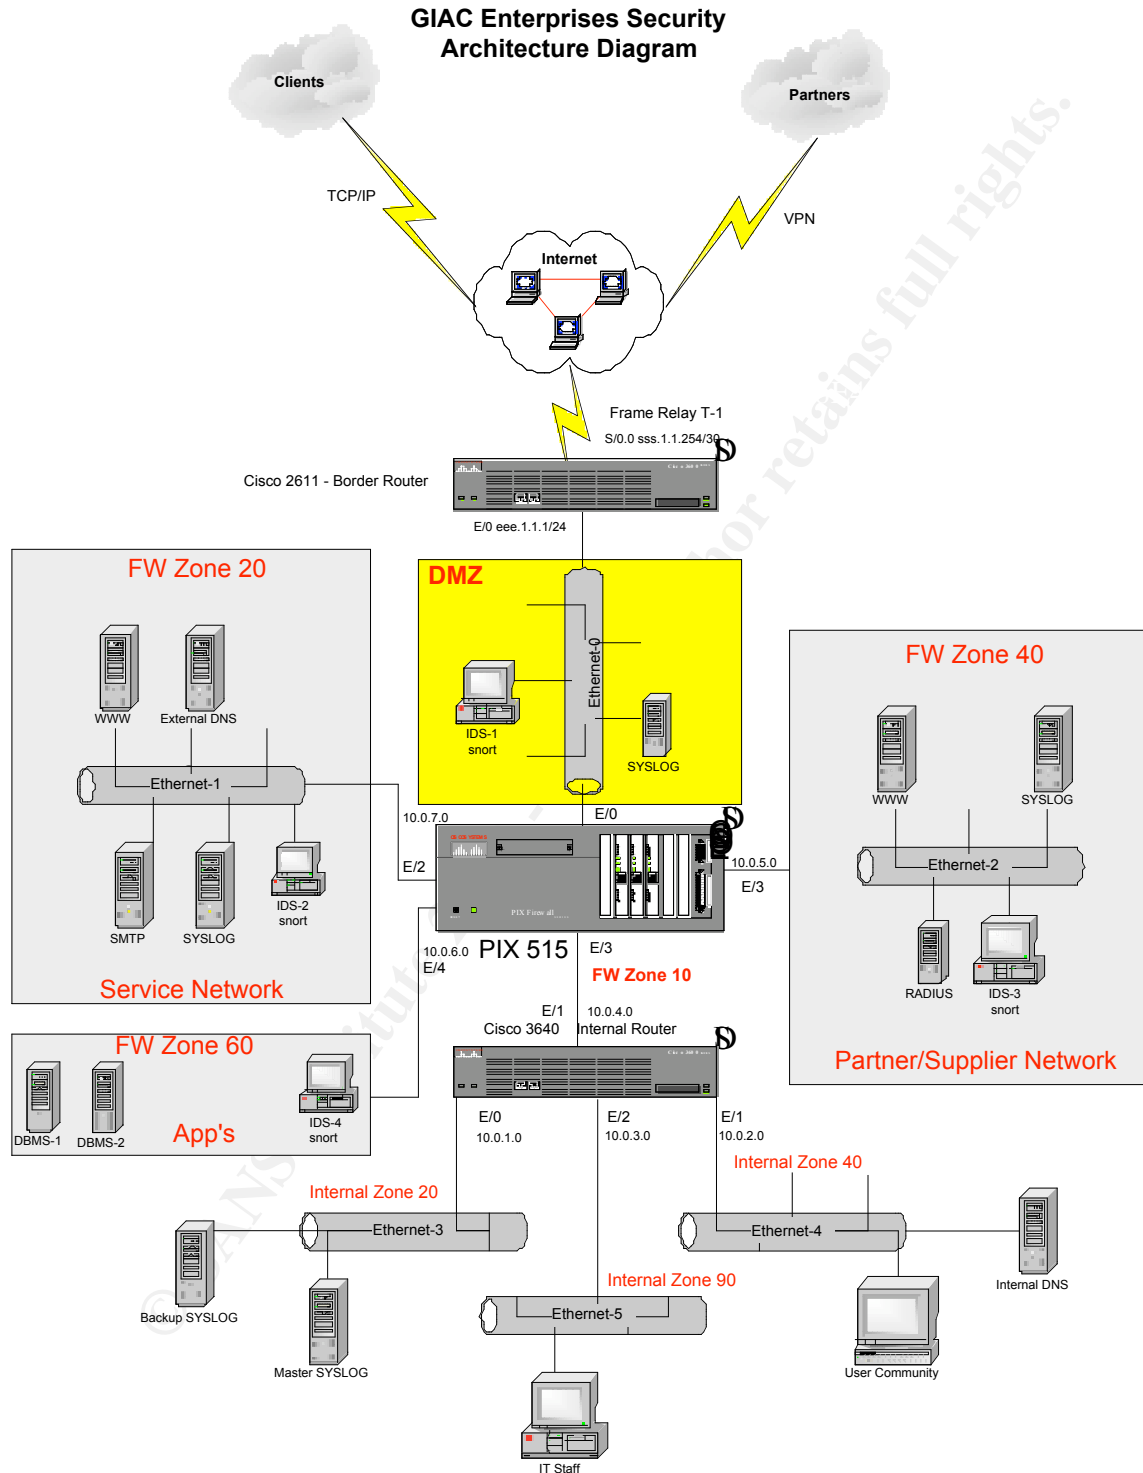 GIAC Enterprises Security
Architecture Diagram
Clients
Partners
TCP/IP
VPN
Internet
Frame Relay T-1
S/0.0 sss.1.1.254/30
Cisco 2611 - Border Router
E/0 eee.1.1.1/24
FW Zone 20
DMZ
FW Zone 40
Ethernet-0
WWW
External DNS
IDS-1
snort
SYSLOG
WWW
SYSLOG
Ethernet-1
10.0.7.0
E/0
E/2
10.0.5.0
E/3
Ethernet-2
PIX Firewall
SMTP
SYSLOG
IDS-2
snort
10.0.6.0
E/4
PIX 515
E/3
FW Zone 10
RADIUS
IDS-3
snort
Service Network
E/1
10.0.4.0
Cisco 3640
Internal Router
Partner/Supplier Network
FW Zone 60
DBMS-1
DBMS-2
App's
IDS-4
snort
E/0
10.0.1.0
E/2
10.0.3.0
E/1
10.0.2.0
Internal Zone 20
Internal Zone 40
Ethernet-3
Ethernet-4
Internal Zone 90
Ethernet-5
Backup SYSLOG
Master SYSLOG
Internal DNS
User Community
IT Staff